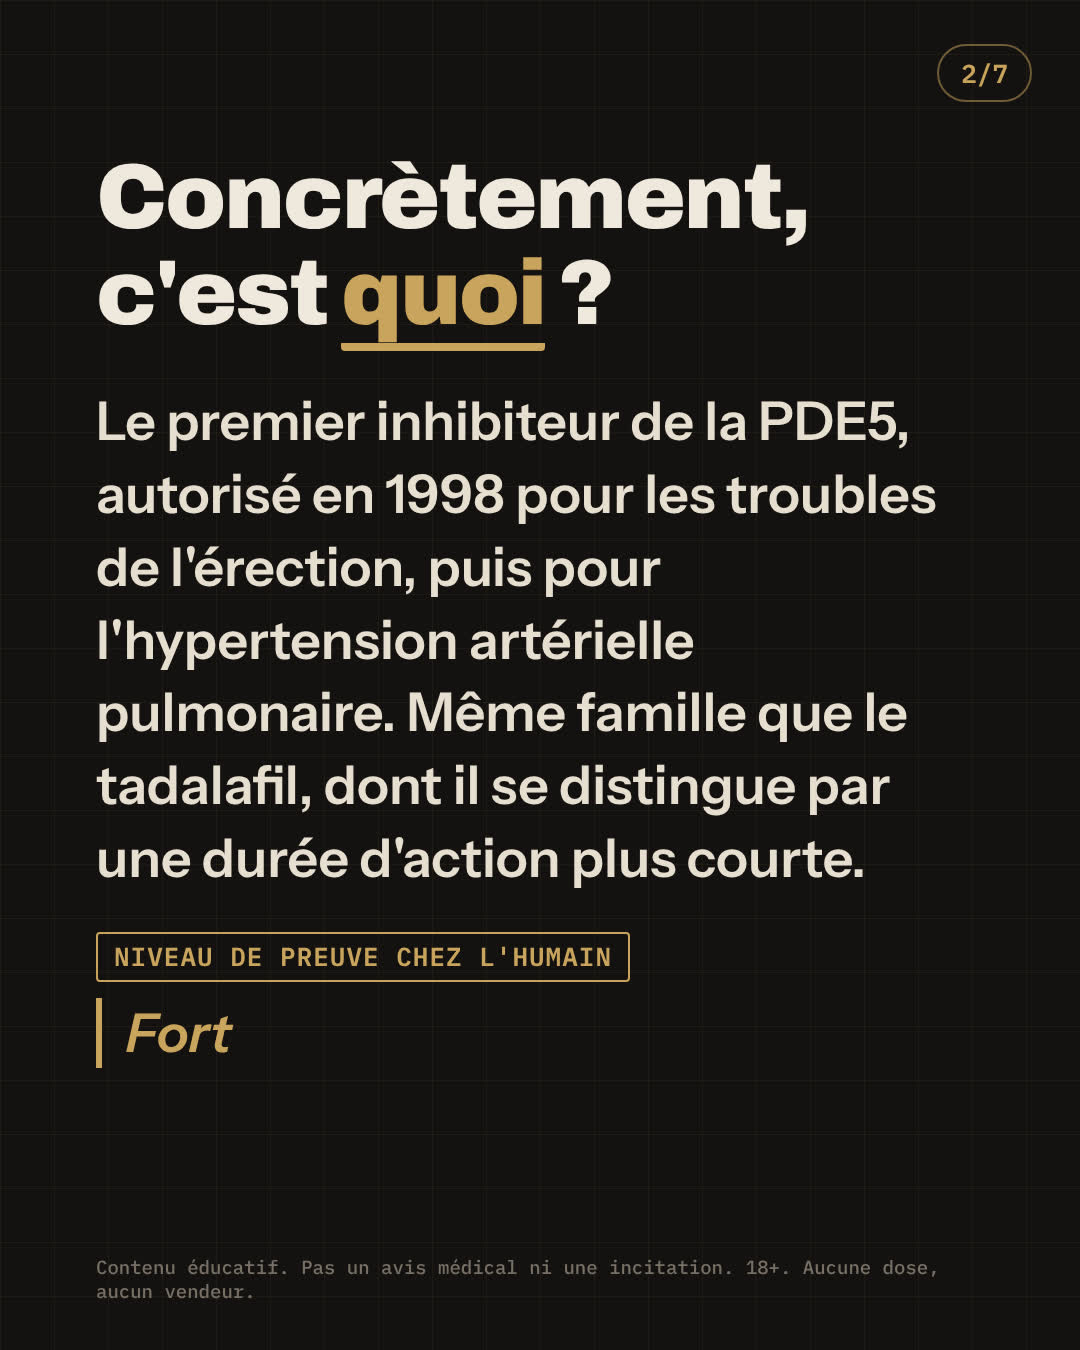 2/7
Concrètement,
c'est quoi ?
Le premier inhibiteur de la PDE5,
autorisé en 1998 pour les troubles
de l'érection, puis pour
l'hypertension artérielle
pulmonaire. Même famille que le
tadalafil, dont il se distingue par
une durée d'action plus courte.
NIVEAU DE PREUVE CHEZ L'HUMAIN
Fort
Contenu éducatif. Pas un avis médical ni une incitation. 18+. Aucune dose,
aucun vendeur.